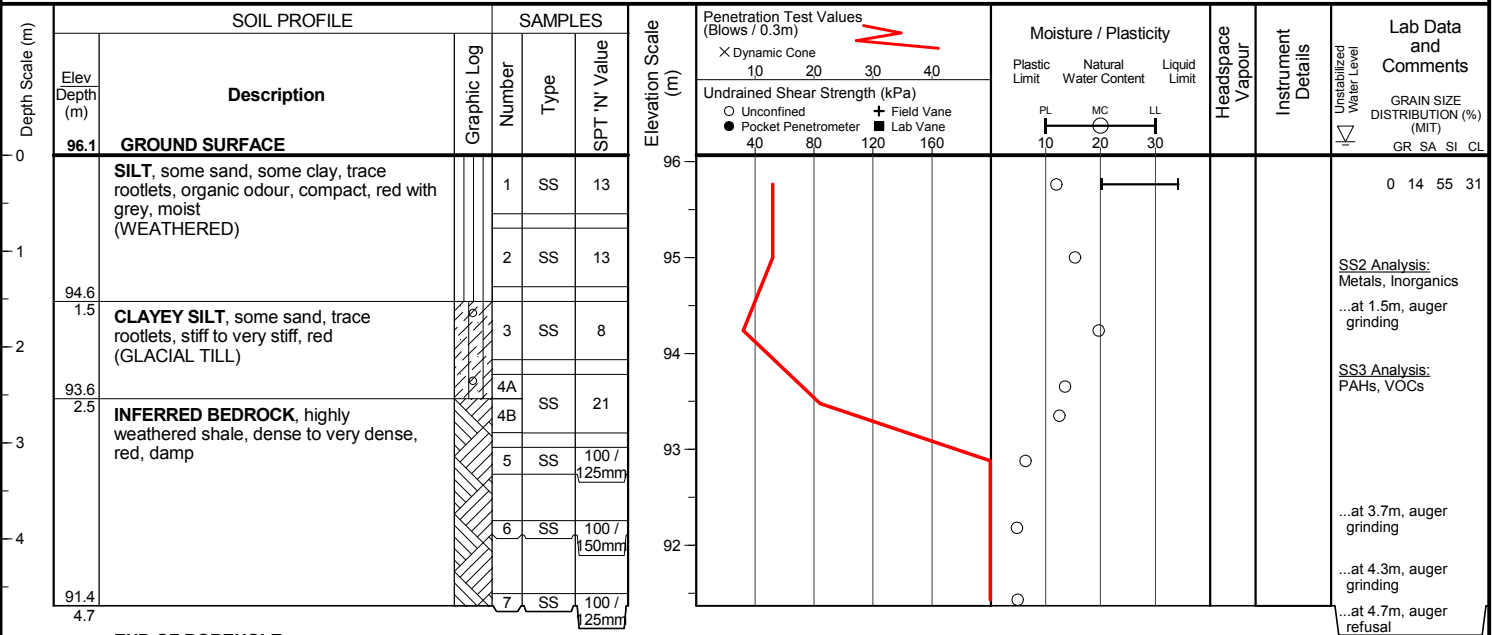 SOIL PROFILE
SAMPLES
Depth Scale (m)
Elev
Depth
(m)
Description
Graphic Log
Number
Type
SPT 'N' Value
Elevation Scale
(m)
Penetration Test Values
(Blows / 0.3m)
× Dynamic Cone
10 20 30 40
Undrained Shear Strength (kPa)
Unconfined + Field Vane
Pocket Penetrometer Lab Vane
40 80 120 160
Moisture / Plasticity
Plastic Limit
Natural Water Content
Liquid Limit
PL MC LL
10 20 30
Headspace
Vapour
Instrument
Details
Unstabilized
Water Level
Lab Data
and
Comments
GRAIN SIZE
DISTRIBUTION (%)
(MIT)
GR SA SI CL
96.1 GROUND SURFACE
0
SILT, some sand, some clay, trace
rootlets, organic odour, compact, red with
grey, moist
(WEATHERED)
1 SS 13
96
0 14 55 31
1
2 SS 13
95
SS2 Analysis:
Metals, Inorganics
94.6
1.5
...at 1.5m, auger
grinding
CLAYEY SILT, some sand, trace
rootlets, stiff to very stiff, red
(GLACIAL TILL)
3 SS 8
2
94
SS3 Analysis:
PAHs, VOCs
93.6
2.5
4A
4B
SS 21
INFERRED BEDROCK, highly
weathered shale, dense to very dense,
red, damp
3
93
5 SS 100 /
125mm
6 SS 100 /
150mm
4
92
...at 3.7m, auger
grinding
...at 4.3m, auger
grinding
91.4
4.7
7 SS 100 /
125mm
...at 4.7m, auger
refusal